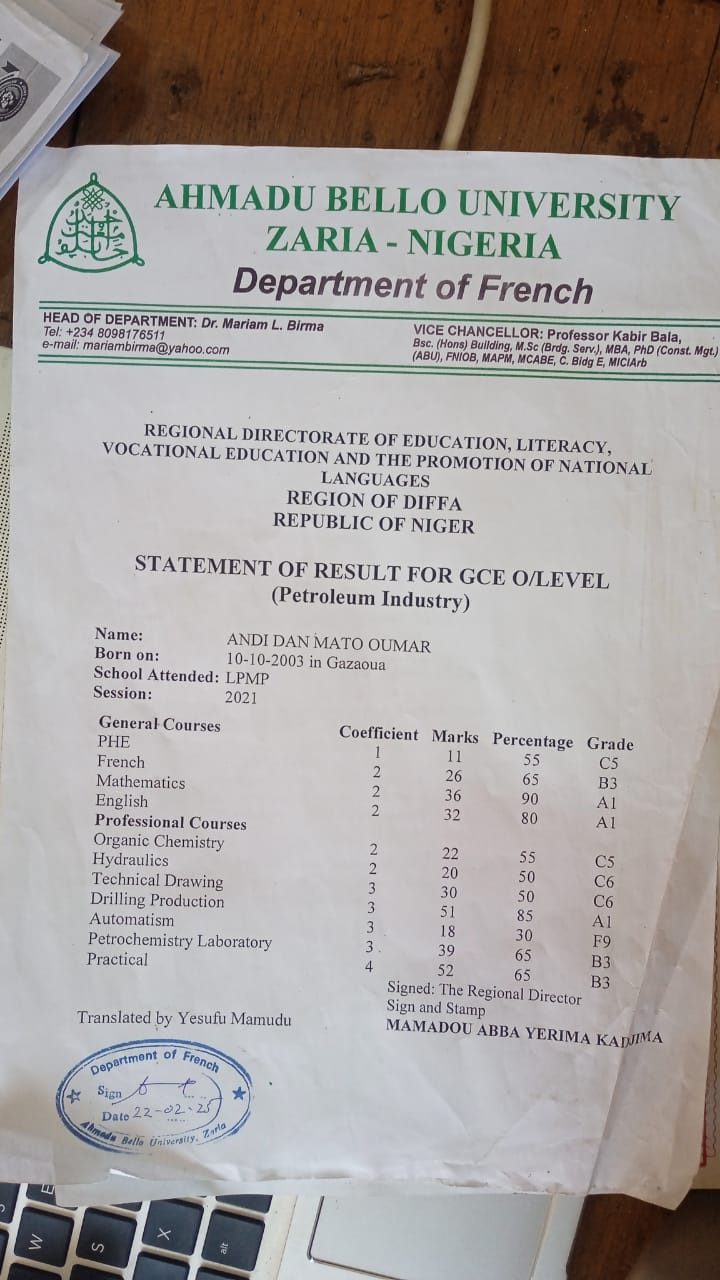 AHMADU BELLO UNIVERSITY
ZARIA - NIGERIA
Department of French
HEAD OF DEPARTMENT: Dr. Mariam L. Birma
Tel: +234 8098176511
e-mail: mariambirma@yahoo.com
VICE CHANCELLOR: Professor Kabir Bala,
Bsc. (Hons) Building, M.Sc (Brdg. Serv.), MBA, PhD (Const. Mgt.)
(ABU), FNIOB, MAPM, MCABE, C. Bidg E, MICIArb
REGIONAL DIRECTORATE OF EDUCATION, LITERACY,
VOCATIONAL EDUCATION AND THE PROMOTION OF NATIONAL
LANGUAGES
REGION OF DIFFA
REPUBLIC OF NIGER
STATEMENT OF RESULT FOR GCE O/LEVEL
(Petroleum Industry)
Name: ANDI DAN MATO OUMAR
Born on: 10-10-2003 in Gazaoua
School Attended: LPMP
Session: 2021
General Courses Coefficient Marks Percentage Grade
PHE 1 11 55 C5
French 2 26 65 B3
Mathematics 2 36 90 A1
English 2 32 80 A1
Professional Courses
Organic Chemistry 2 22 55 C5
Hydraulics 2 20 50 C6
Technical Drawing 3 30 50 C6
Drilling Production 3 51 85 A1
Automatism 3 18 30 F9
Petrochemistry Laboratory 3 39 65 B3
Practical 4 52 65 B3
Signed: The Regional Director
Sign and Stamp
MAMADOU ABBA YERIMA KADJIMA
Translated by Yesufu Mamudu
Department of French
Sign
Date 22-02-25
Ahmadu Bello University, Zaria
W
S
X
alt